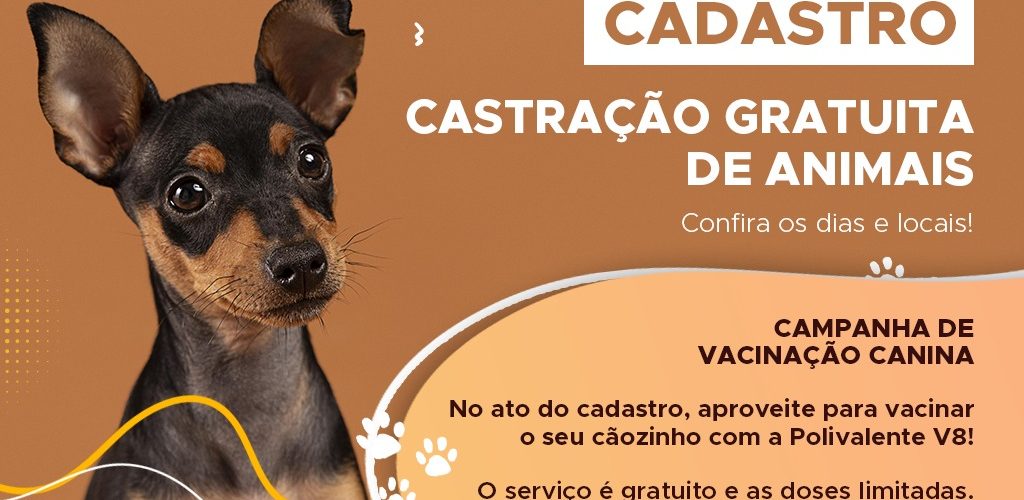 CADASTRO
CASTRAÇÃO GRATUITA
DE ANIMAIS
Confira os dias e locais!
CAMPANHA DE
VACINAÇÃO CANINA
No ato do cadastro, aproveite para vacinar
o seu cãozinho com a Polivalente V8!
O serviço é gratuito e as doses limitadas.